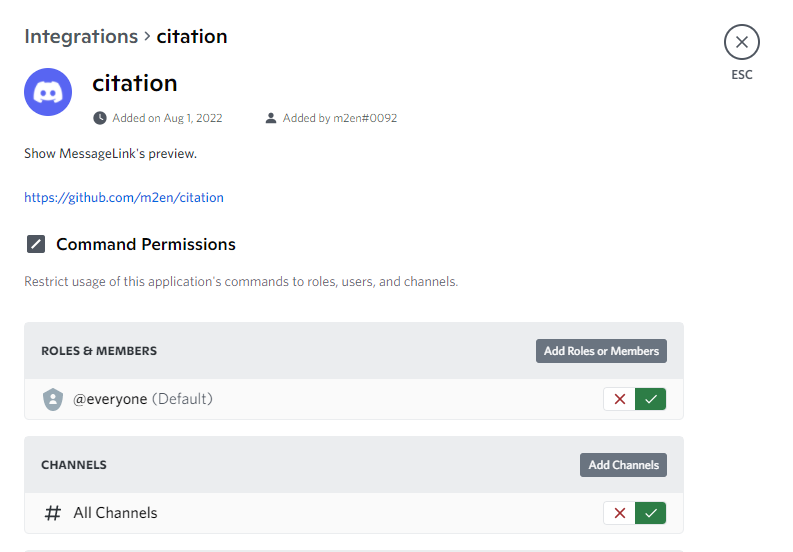 Integrations > citation
ESC
citation
Added on Aug 1, 2022 Added by m2en#0092
Show MessageLink's preview.
https://github.com/m2en/citation
Command Permissions
Restrict usage of this application's commands to roles, users, and channels.
ROLES & MEMBERS Add Roles or Members
@everyone (Default)
CHANNELS Add Channels
# All Channels